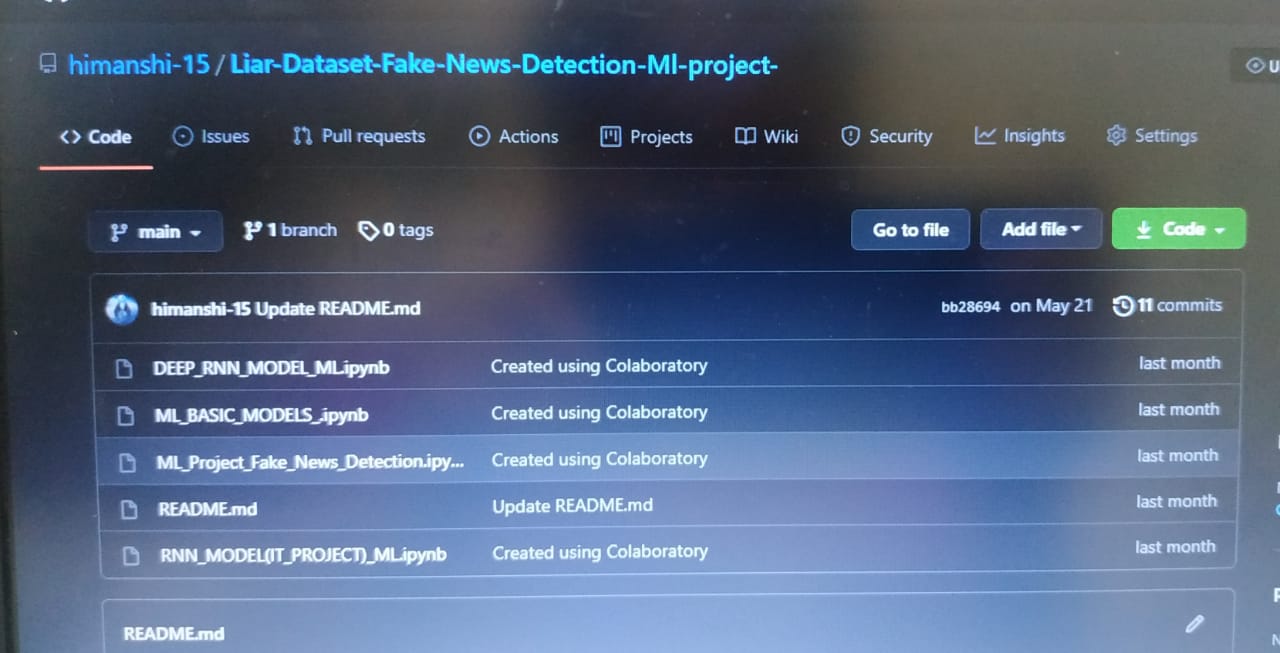 himanshi-15 / Liar-Dataset-Fake-News-Detection-Ml-project-
Code Issues Pull requests Actions Projects Wiki Security Insights Settings
main 1 branch 0 tags Go to file Add file Code
himanshi-15 Update README.md bb28694 on May 21 11 commits
DEEP_RNN_MODEL_ML.ipynb Created using Colaboratory last month
ML_BASIC_MODELS_.ipynb Created using Colaboratory last month
ML_Project_Fake_News_Detection.ipy... Created using Colaboratory last month
README.md Update README.md last month
RNN_MODEL(IT_PROJECT)_ML.ipynb Created using Colaboratory last month
README.md